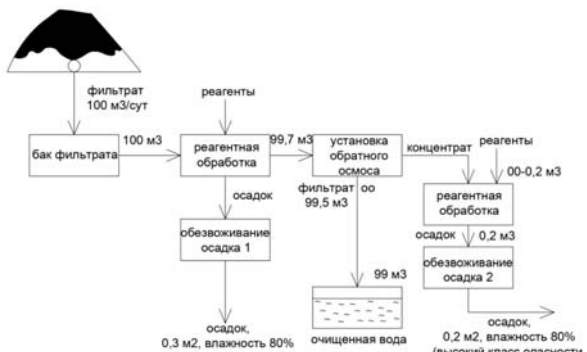 фильтрат
100 м3/сут
реагенты
бак фильтрата
100 м3
реагентная
обработка
99,7 м3
установка
обратного
осмоса
концентрат
реагенты
00-0,2 м3
фильтрат оо
99,5 м3
реагентная
обработка
осадок
осадок
0,2 м3
обезвоживание
осадка 1
обезвоживание
осадка 2
99 м3
осадок,
0,3 м2, влажность 80%
очищенная вода
осадок,
0,2 м2, влажность 80%
(высокий класс опасности